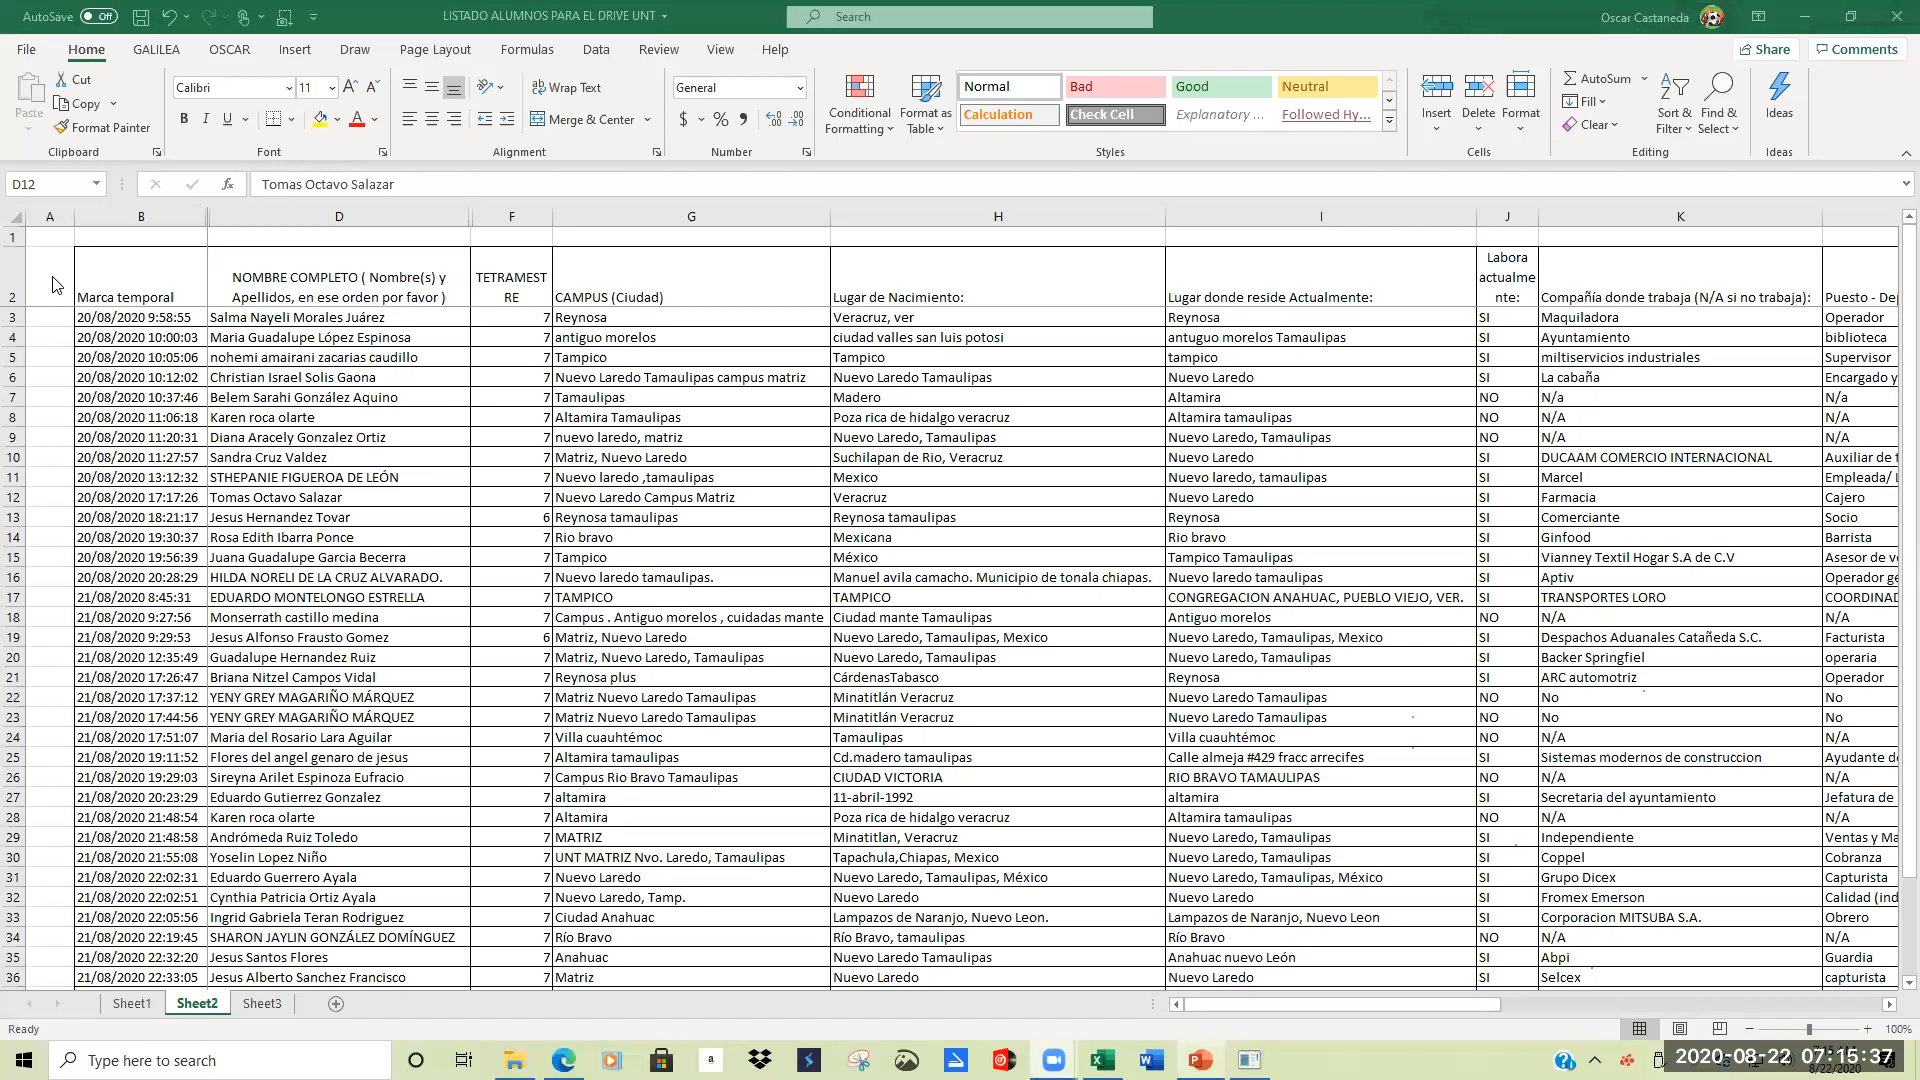 AutoSave Off LISTADO ALUMNOS PARA EL DRIVE UNT Search Oscar Castaneda
File Home GALILEA OSCAR Insert Draw Page Layout Formulas Data Review View Help Share Comments
Paste Cut Copy Format Painter Clipboard
Calibri 11 B I U A A Font
Wrap Text Merge & Center Alignment
General $ % Number
Conditional Formatting Format as Table Normal Bad Good Neutral Calculation Check Cell Explanatory ... Followed Hy... Styles
Insert Delete Format Cells
AutoSum Fill Clear Sort & Filter Find & Select Editing
Ideas Ideas
D12 fx Tomas Octavo Salazar
A B D F G H I J K
1
2 Marca temporal NOMBRE COMPLETO ( Nombre(s) y Apellidos, en ese orden por favor ) TETRAMESTRE CAMPUS (Ciudad) Lugar de Nacimiento: Lugar donde reside Actualmente: Labora actualmente: Compañía donde trabaja (N/A si no trabaja): Puesto - De
3 20/08/2020 9:58:55 Salma Nayeli Morales Juárez 7 Reynosa Veracruz, ver Reynosa SI Maquiladora Operador
4 20/08/2020 10:00:03 Maria Guadalupe López Espinosa 7 antiguo morelos ciudad valles san luis potosi antuguo morelos Tamaulipas SI Ayuntamiento biblioteca
5 20/08/2020 10:05:06 nohemi amairani zacarias caudillo 7 Tampico Tampico tampico SI miltiservicios industriales Supervisor
6 20/08/2020 10:12:02 Christian Israel Solis Gaona 7 Nuevo Laredo Tamaulipas campus matriz Nuevo Laredo Tamaulipas Nuevo Laredo SI La cabaña Encargado y
7 20/08/2020 10:37:46 Belem Sarahi González Aquino 7 Tamaulipas Madero Altamira NO N/a N/a
8 20/08/2020 11:06:18 Karen roca olarte 7 Altamira Tamaulipas Poza rica de hidalgo veracruz Altamira tamaulipas NO N/A N/A
9 20/08/2020 11:20:31 Diana Aracely Gonzalez Ortiz 7 nuevo laredo, matriz Nuevo Laredo, Tamaulipas Nuevo Laredo, Tamaulipas NO N/A N/A
10 20/08/2020 11:27:57 Sandra Cruz Valdez 7 Matriz, Nuevo Laredo Suchilapan de Rio, Veracruz Nuevo Laredo SI DUCAAM COMERCIO INTERNACIONAL Auxiliar de t
11 20/08/2020 13:12:32 STHEPANIE FIGUEROA DE LEÓN 7 Nuevo laredo ,tamaulipas Mexico Nuevo laredo, tamaulipas SI Marcel Empleada/ L
12 20/08/2020 17:17:26 Tomas Octavo Salazar 7 Nuevo Laredo Campus Matriz Veracruz Nuevo Laredo SI Farmacia Cajero
13 20/08/2020 18:21:17 Jesus Hernandez Tovar 6 Reynosa tamaulipas Reynosa tamaulipas Reynosa SI Comerciante Socio
14 20/08/2020 19:30:37 Rosa Edith Ibarra Ponce 7 Rio bravo Mexicana Rio bravo SI Ginfood Barrista
15 20/08/2020 19:56:39 Juana Guadalupe Garcia Becerra 7 Tampico México Tampico Tamaulipas SI Vianney Textil Hogar S.A de C.V Asesor de v
16 20/08/2020 20:28:29 HILDA NORELI DE LA CRUZ ALVARADO. 7 Nuevo laredo tamaulipas. Manuel avila camacho. Municipio de tonala chiapas. Nuevo laredo tamaulipas SI Aptiv Operador ge
17 21/08/2020 8:45:31 EDUARDO MONTELONGO ESTRELLA 7 TAMPICO TAMPICO CONGREGACION ANAHUAC, PUEBLO VIEJO, VER. SI TRANSPORTES LORO COORDINAD
18 21/08/2020 9:27:56 Monserrath castillo medina 7 Campus . Antiguo morelos , cuidadas mante Ciudad mante Tamaulipas Antiguo morelos NO N/A N/A
19 21/08/2020 9:29:53 Jesus Alfonso Frausto Gomez 6 Matriz, Nuevo Laredo Nuevo Laredo, Tamaulipas, Mexico Nuevo Laredo, Tamaulipas, Mexico SI Despachos Aduanales Catañeda S.C. Facturista
20 21/08/2020 12:35:49 Guadalupe Hernandez Ruiz 7 Matriz, Nuevo Laredo, Tamaulipas Nuevo Laredo, Tamaulipas Nuevo Laredo, Tamaulipas SI Backer Springfiel operaria
21 21/08/2020 17:26:47 Briana Nitzel Campos Vidal 7 Reynosa plus CárdenasTabasco Reynosa SI ARC automotriz Operador
22 21/08/2020 17:37:12 YENY GREY MAGARIÑO MÁRQUEZ 7 Matriz Nuevo Laredo Tamaulipas Minatitlán Veracruz Nuevo Laredo Tamaulipas NO No No
23 21/08/2020 17:44:56 YENY GREY MAGARIÑO MÁRQUEZ 7 Matriz Nuevo Laredo Tamaulipas Minatitlán Veracruz Nuevo Laredo Tamaulipas NO No No
24 21/08/2020 17:51:07 Maria del Rosario Lara Aguilar 7 Villa cuauhtémoc Tamaulipas Villa cuauhtémoc NO N/A N/A
25 21/08/2020 19:11:52 Flores del angel genaro de jesus 7 Altamira tamaulipas Cd.madero tamaulipas Calle almeja #429 fracc arrecifes SI Sistemas modernos de construccion Ayudante de
26 21/08/2020 19:29:03 Sireyna Arilet Espinoza Eufracio 7 Campus Rio Bravo Tamaulipas CIUDAD VICTORIA RIO BRAVO TAMAULIPAS NO N/A N/A
27 21/08/2020 20:23:29 Eduardo Gutierrez Gonzalez 7 altamira 11-abril-1992 altamira SI Secretaria del ayuntamiento Jefatura de
28 21/08/2020 21:48:54 Karen roca olarte 7 Altamira Poza rica de hidalgo veracruz Altamira tamaulipas NO N/A N/A
29 21/08/2020 21:48:58 Andrómeda Ruiz Toledo 7 MATRIZ Minatitlan, Veracruz Nuevo Laredo, Tamaulipas SI Independiente Ventas y Ma
30 21/08/2020 21:55:08 Yoselin Lopez Niño 7 UNT MATRIZ Nvo. Laredo, Tamaulipas Tapachula,Chiapas, Mexico Nuevo Laredo, Tamaulipas SI Coppel Cobranza
31 21/08/2020 22:02:31 Eduardo Guerrero Ayala 7 Nuevo Laredo Nuevo Laredo, Tamaulipas, México Nuevo Laredo, Tamaulipas, México SI Grupo Dicex Capturista
32 21/08/2020 22:02:51 Cynthia Patricia Ortiz Ayala 7 Nuevo Laredo, Tamp. Nuevo Laredo Nuevo Laredo SI Fromex Emerson Calidad (ind
33 21/08/2020 22:05:56 Ingrid Gabriela Teran Rodriguez 7 Ciudad Anahuac Lampazos de Naranjo, Nuevo Leon. Lampazos de Naranjo, Nuevo Leon SI Corporacion MITSUBA S.A. Obrero
34 21/08/2020 22:19:45 SHARON JAYLIN GONZÁLEZ DOMÍNGUEZ 7 Río Bravo Río Bravo, tamaulipas Río Bravo NO N/A N/A
35 21/08/2020 22:32:20 Jesus Santos Flores 7 Anahuac Nuevo Laredo Tamaulipas Anahuac nuevo León SI Abpi Guardia
36 21/08/2020 22:33:05 Jesus Alberto Sanchez Francisco 7 Matriz Nuevo Laredo Nuevo Laredo SI Selcex capturista
Sheet1 Sheet2 Sheet3
Ready 100%
Type here to search
2020-08-22 07:15:37
8/22/2020